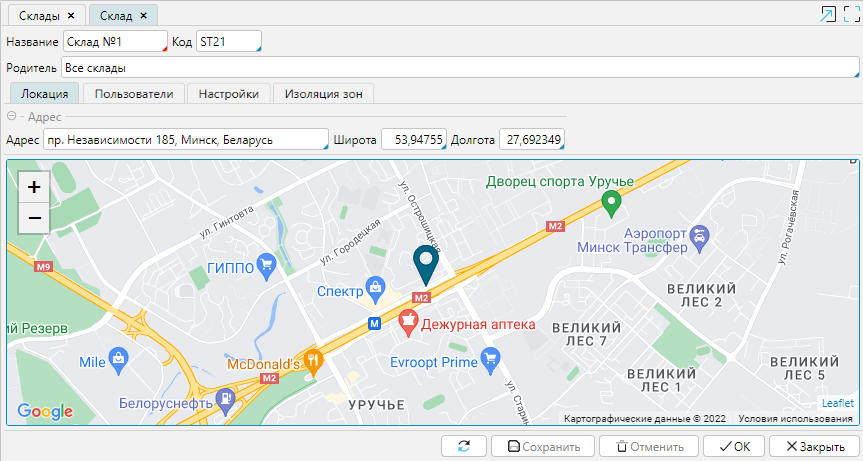 Склады ×
Склад ×
Название Склад №1 Код ST21
Родитель Все склады
Локация Пользователи Настройки Изоляция зон
Адрес
Адрес пр. Независимости 185, Минск, Беларусь Широта 53,94755 Долгота 27,692349
+
−
Дворец спорта Уручье
ул. Острошицкая
ул. Гинтовта
ул. Городецкая
ул. Рогачёвская
M2
Аэропорт
Минск Трансфер
M9
ГИППО
Спектр
M2
ВЕЛИКИЙ
ЛЕС 2
ий Резерв
M
Дежурная аптека
ВЕЛИКИЙ
ЛЕС 7
Mile
McDonald's
Evroopt Prime
ВЕЛИКИЙ
ЛЕС 5
M2
ВЕЛИКИЙ
ЛЕС 1
Белоруснефть
УРУЧЬЕ
ул. Старин
Leaflet
Google
Картографические данные © 2022 Условия использования
Сохранить Отменить OK Закрыть